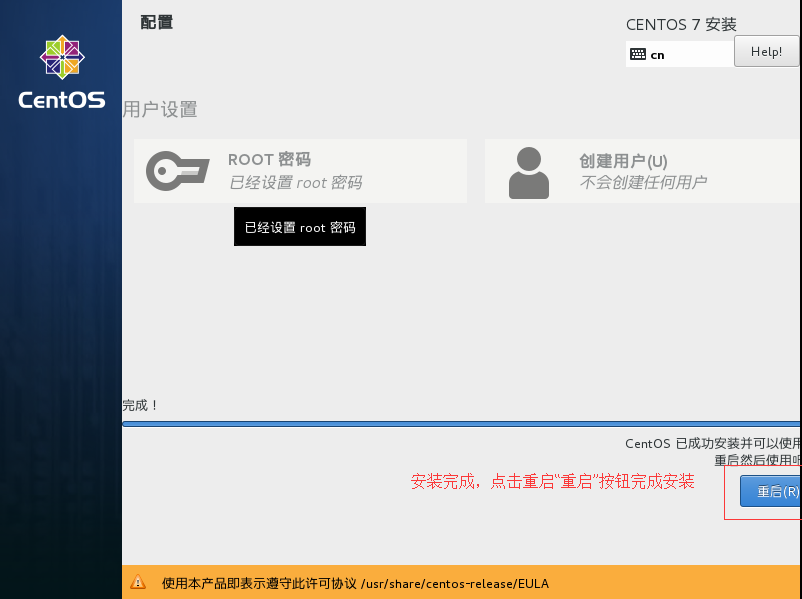 配置
CENTOS 7 安装
cn
Help!
CentOS
用户设置
ROOT 密码
已经设置 root 密码
创建用户(U)
不会创建任何用户
已经设置 root 密码
完成！
CentOS 已成功安装并可以使用
重启然后使用吧
安装完成，点击重启“重启”按钮完成安装
重启(R)
使用本产品即表示遵守此许可协议 /usr/share/centos-release/EULA